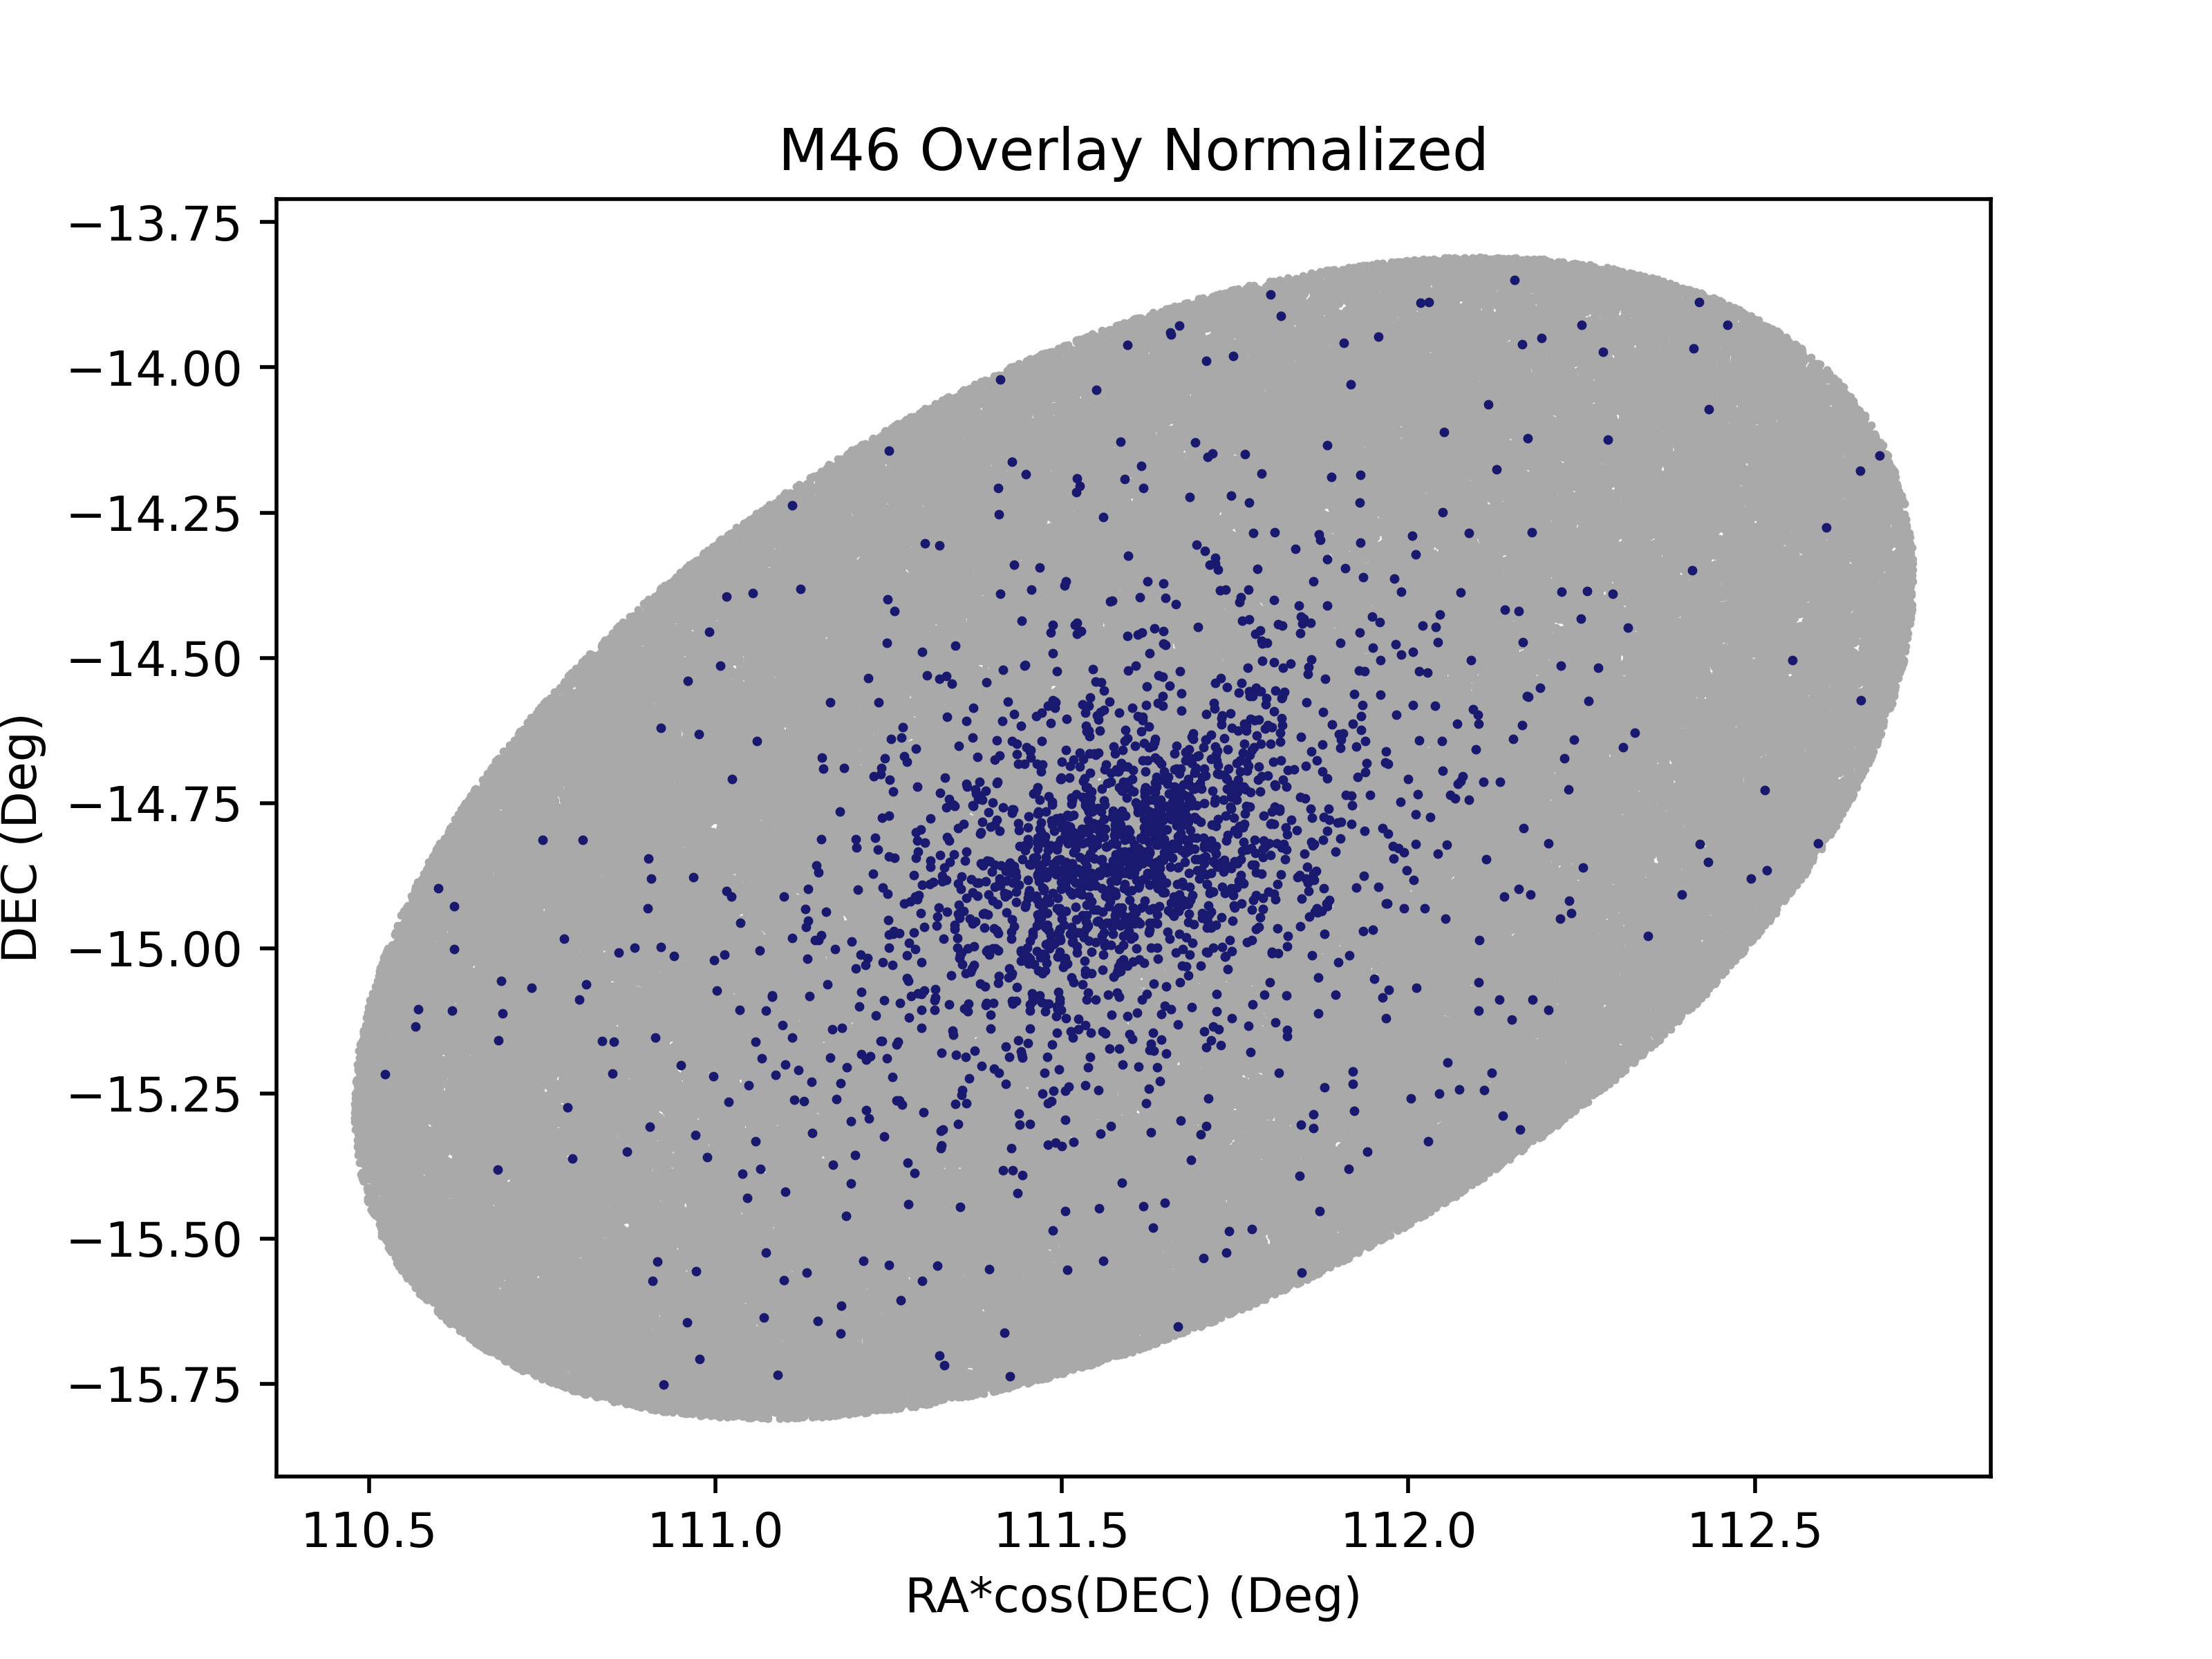 M46 Overlay Normalized
−13.75
−14.00
−14.25
−14.50
−14.75
−15.00
−15.25
−15.50
−15.75
DEC (Deg)
110.5 111.0 111.5 112.0 112.5
RA*cos(DEC) (Deg)